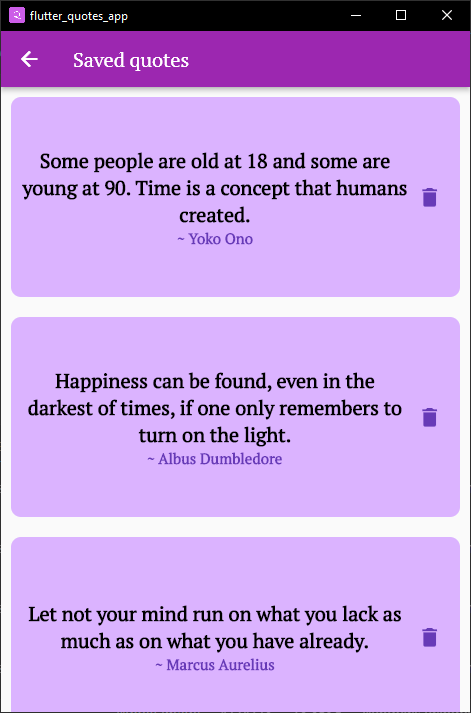 flutter_quotes_app
Saved quotes
Some people are old at 18 and some are
young at 90. Time is a concept that humans
created.
~ Yoko Ono
Happiness can be found, even in the
darkest of times, if one only remembers to
turn on the light.
~ Albus Dumbledore
Let not your mind run on what you lack as
much as on what you have already.
~ Marcus Aurelius